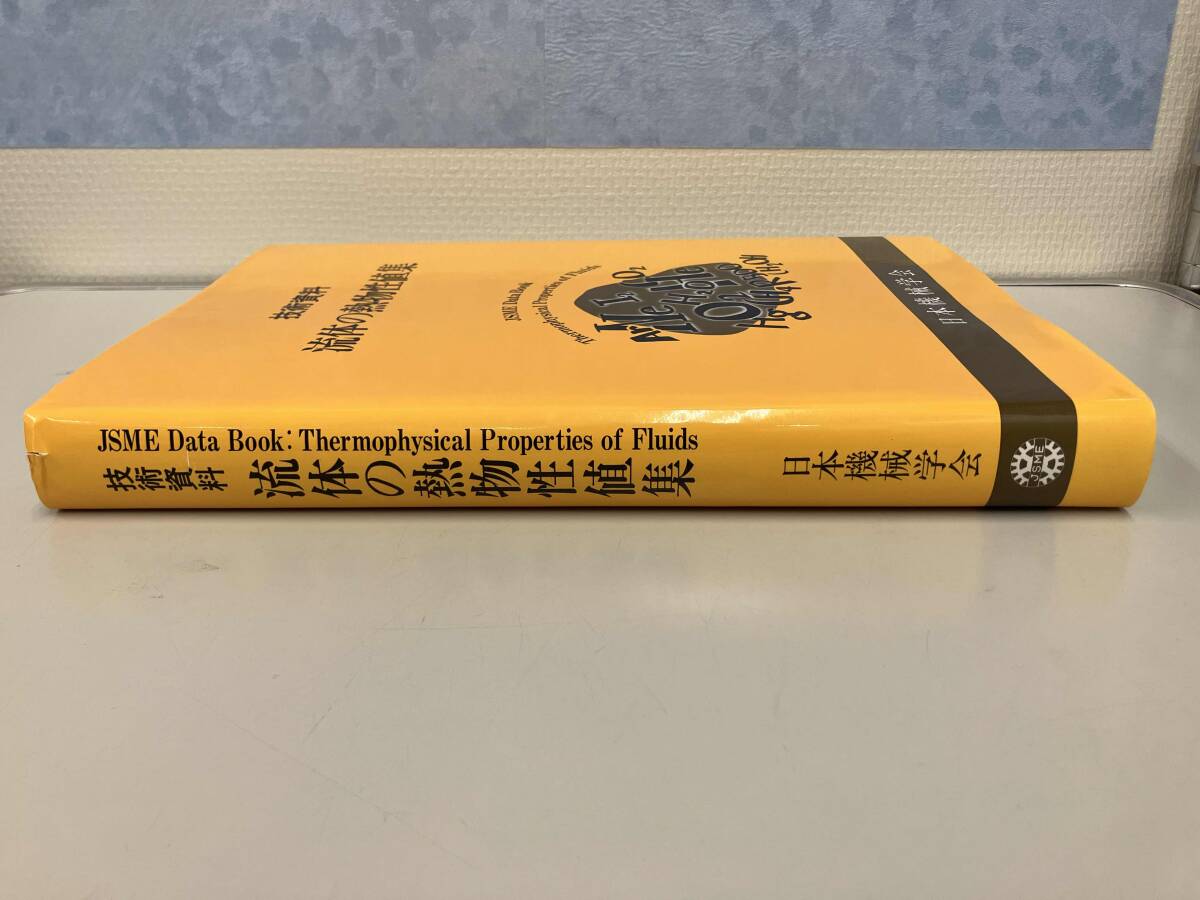 技術資料
流体の熱物性値集
JSME Data Book
Thermophysical Properties of Fluids
日本機械学会
JSME Data Book: Thermophysical Properties of Fluids
技術資料 流体の熱物性値集 日本機械学会
JSME